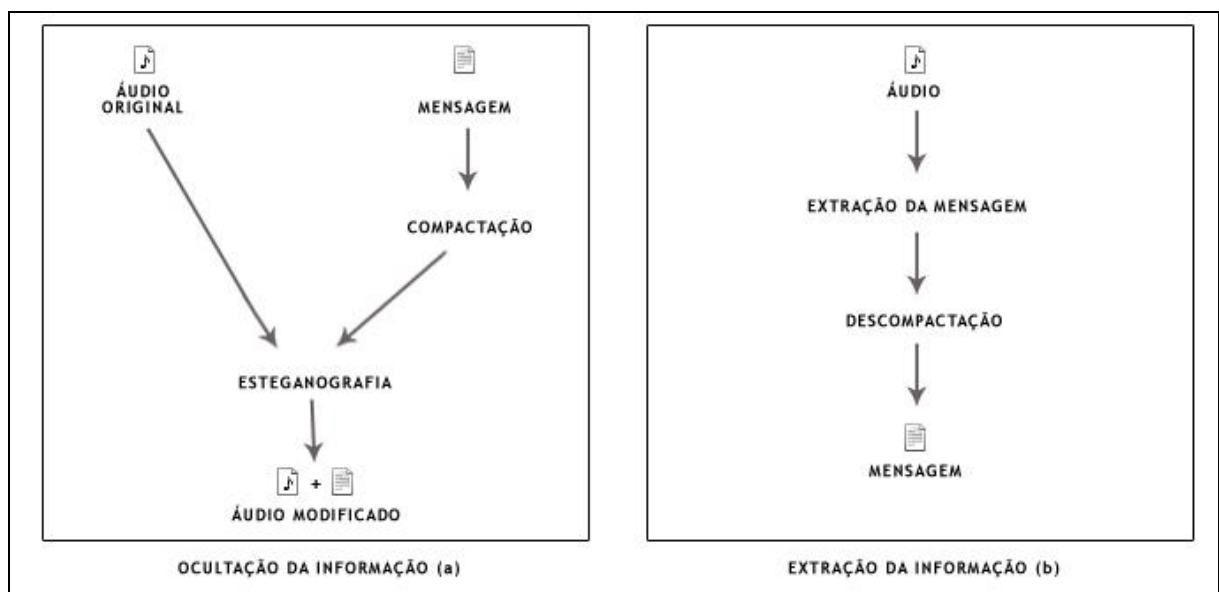 ÁUDIO
ORIGINAL
MENSAGEM
COMPACTAÇÃO
ESTEGANOGRAFIA
+
ÁUDIO MODIFICADO
OCULTAÇÃO DA INFORMAÇÃO (a)
ÁUDIO
EXTRAÇÃO DA MENSAGEM
DESCOMPACTAÇÃO
MENSAGEM
EXTRAÇÃO DA INFORMAÇÃO (b)